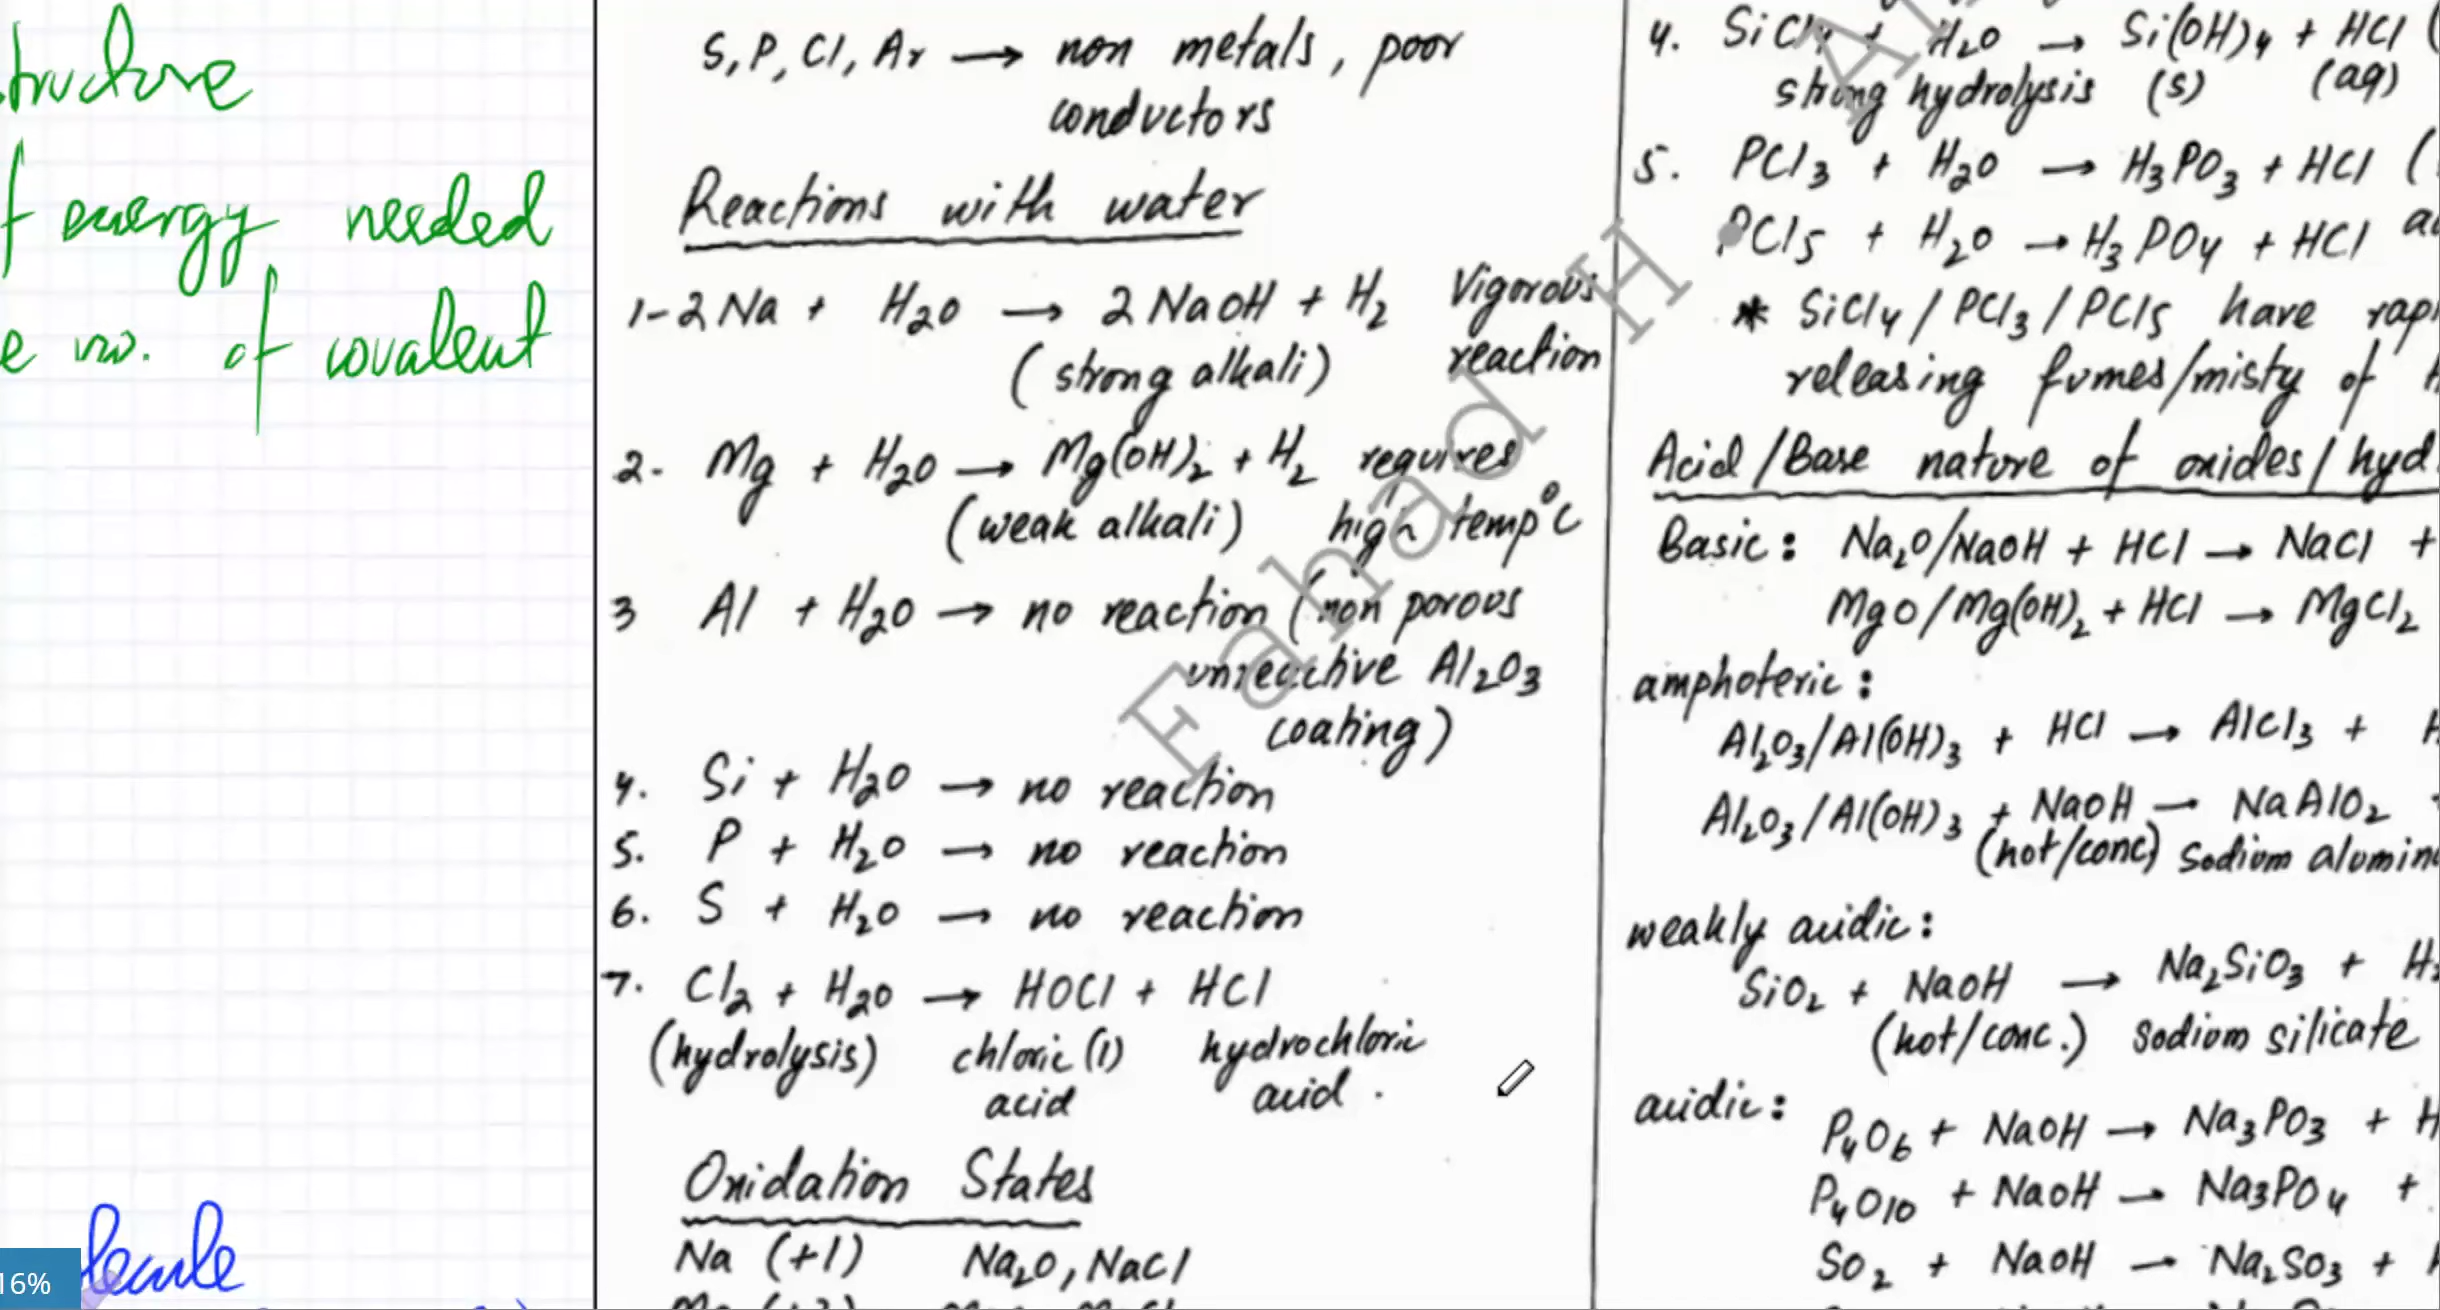 tructure
f energy needed
e no. of covalent
lecule
16%
S, P, Cl, Ar → non metals, poor
conductors
Reactions with water
1- 2Na + H2O → 2NaOH + H2 Vigorous
(strong alkali) reaction
2- Mg + H2O → Mg(OH)2 + H2 requires
(weak alkali) high temp°C
3 Al + H2O → no reaction (non porous
unreactive Al2O3
coating)
4. Si + H2O → no reaction
5. P + H2O → no reaction
6. S + H2O → no reaction
7. Cl2 + H2O → HOCl + HCl
(hydrolysis) chloric (1) hydrochloric
acid acid.
Oxidation States
Na (+1) Na2O, NaCl
4. SiCl4 + H2O → Si(OH)4 + HCl (
strong hydrolysis (s) (aq)
5. PCl3 + H2O → H3PO3 + HCl (
PCl5 + H2O → H3PO4 + HCl
* SiCl4 / PCl3 / PCl5 have rapi
releasing fumes/misty of H
Acid/Base nature of oxides/hyd
Basic: Na2O/NaOH + HCl → NaCl +
MgO/Mg(OH)2 + HCl → MgCl2
amphoteric:
Al2O3/Al(OH)3 + HCl → AlCl3 + H
Al2O3/Al(OH)3 + NaOH → NaAlO2
(hot/conc) sodium alumin
weakly acidic:
SiO2 + NaOH → Na2SiO3 + H2
(hot/conc.) sodium silicate
acidic:
P4O6 + NaOH → Na3PO3 + H
P4O10 + NaOH → Na3PO4 +
SO2 + NaOH → Na2SO3 +
Fahad H.